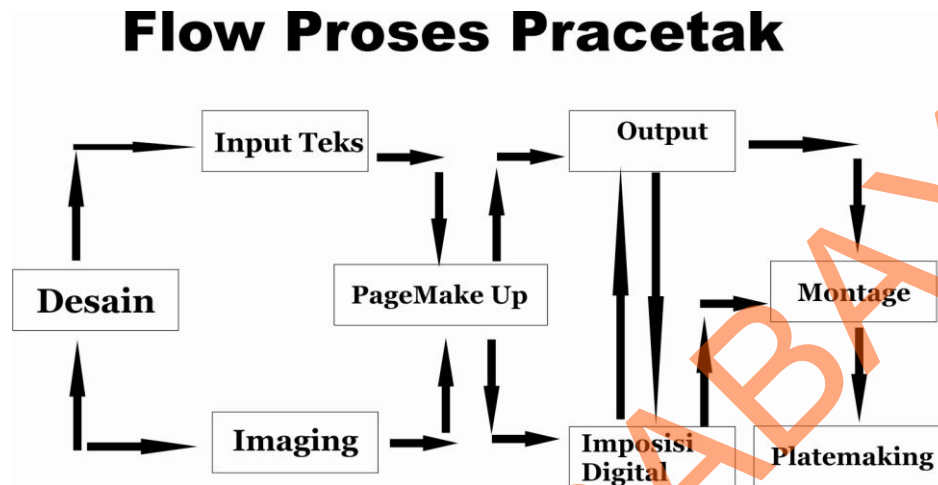 Flow Proses Pracetak
Input Teks
Output
Desain
PageMake Up
Montage
Imaging
Imposisi
Digital
Platemaking